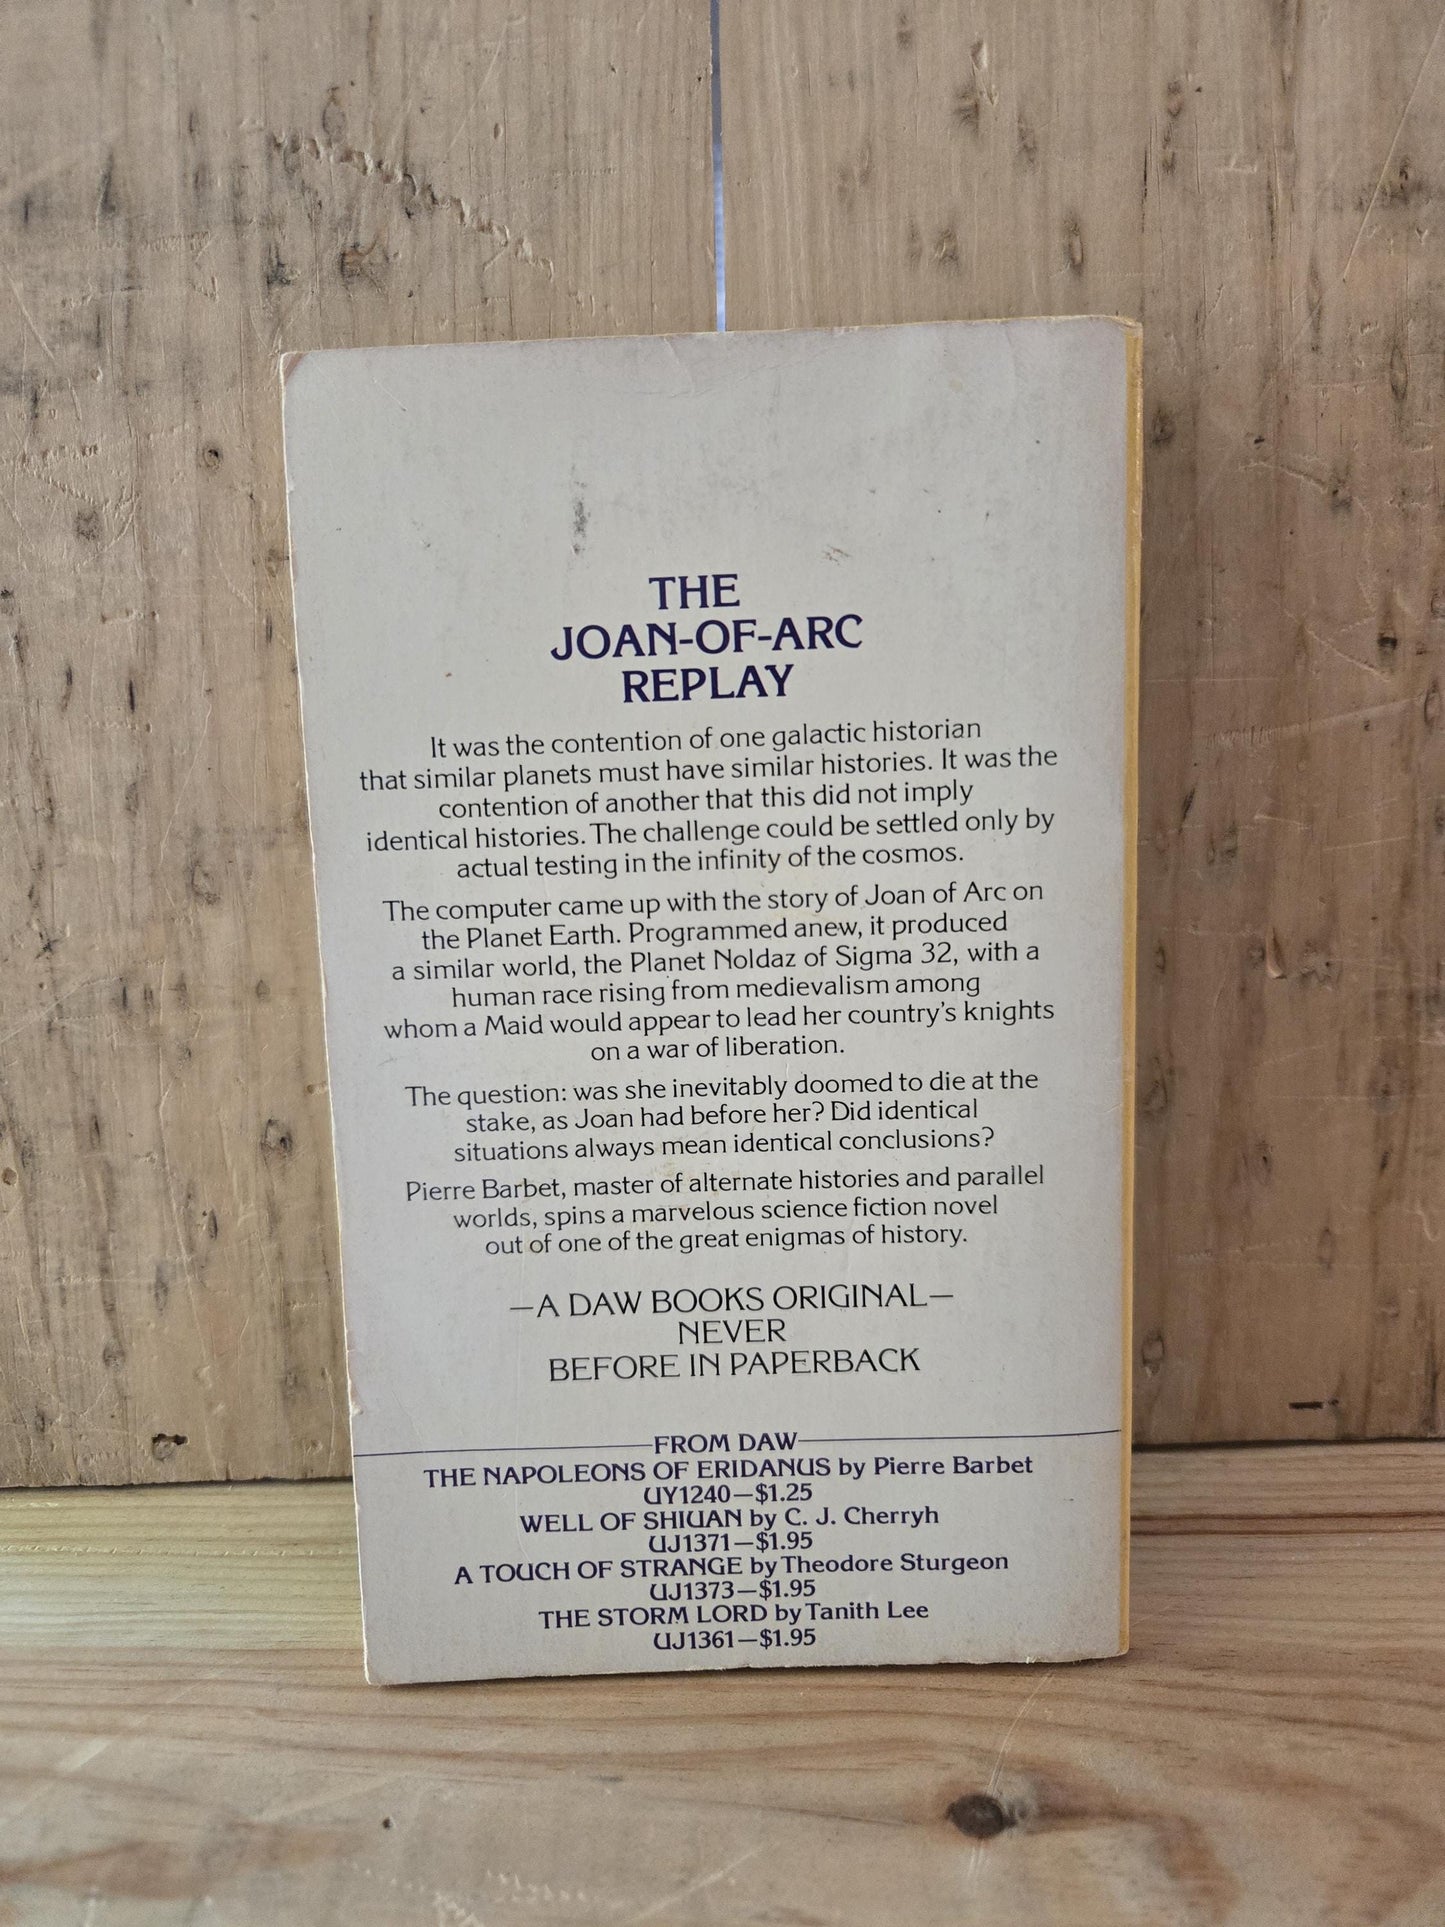 THE
JOAN-OF-ARC
REPLAY
It was the contention of one galactic historian
that similar planets must have similar histories. It was the
contention of another that this did not imply
identical histories. The challenge could be settled only by
actual testing in the infinity of the cosmos.
The computer came up with the story of Joan of Arc on
the Planet Earth. Programmed anew, it produced
a similar world, the Planet Noldaz of Sigma 32, with a
human race rising from medievalism among
whom a Maid would appear to lead her country's knights
on a war of liberation.
The question: was she inevitably doomed to die at the
stake, as Joan had before her? Did identical
situations always mean identical conclusions?
Pierre Barbet, master of alternate histories and parallel
worlds, spins a marvelous science fiction novel
out of one of the great enigmas of history.
—A DAW BOOKS ORIGINAL—
NEVER
BEFORE IN PAPERBACK
FROM DAW
THE NAPOLEONS OF ERIDANUS by Pierre Barbet
UY1240—$1.25
WELL OF SHIUAN by C. J. Cherryh
UJ1371—$1.95
A TOUCH OF STRANGE by Theodore Sturgeon
UJ1373—$1.95
THE STORM LORD by Tanith Lee
UJ1361—$1.95